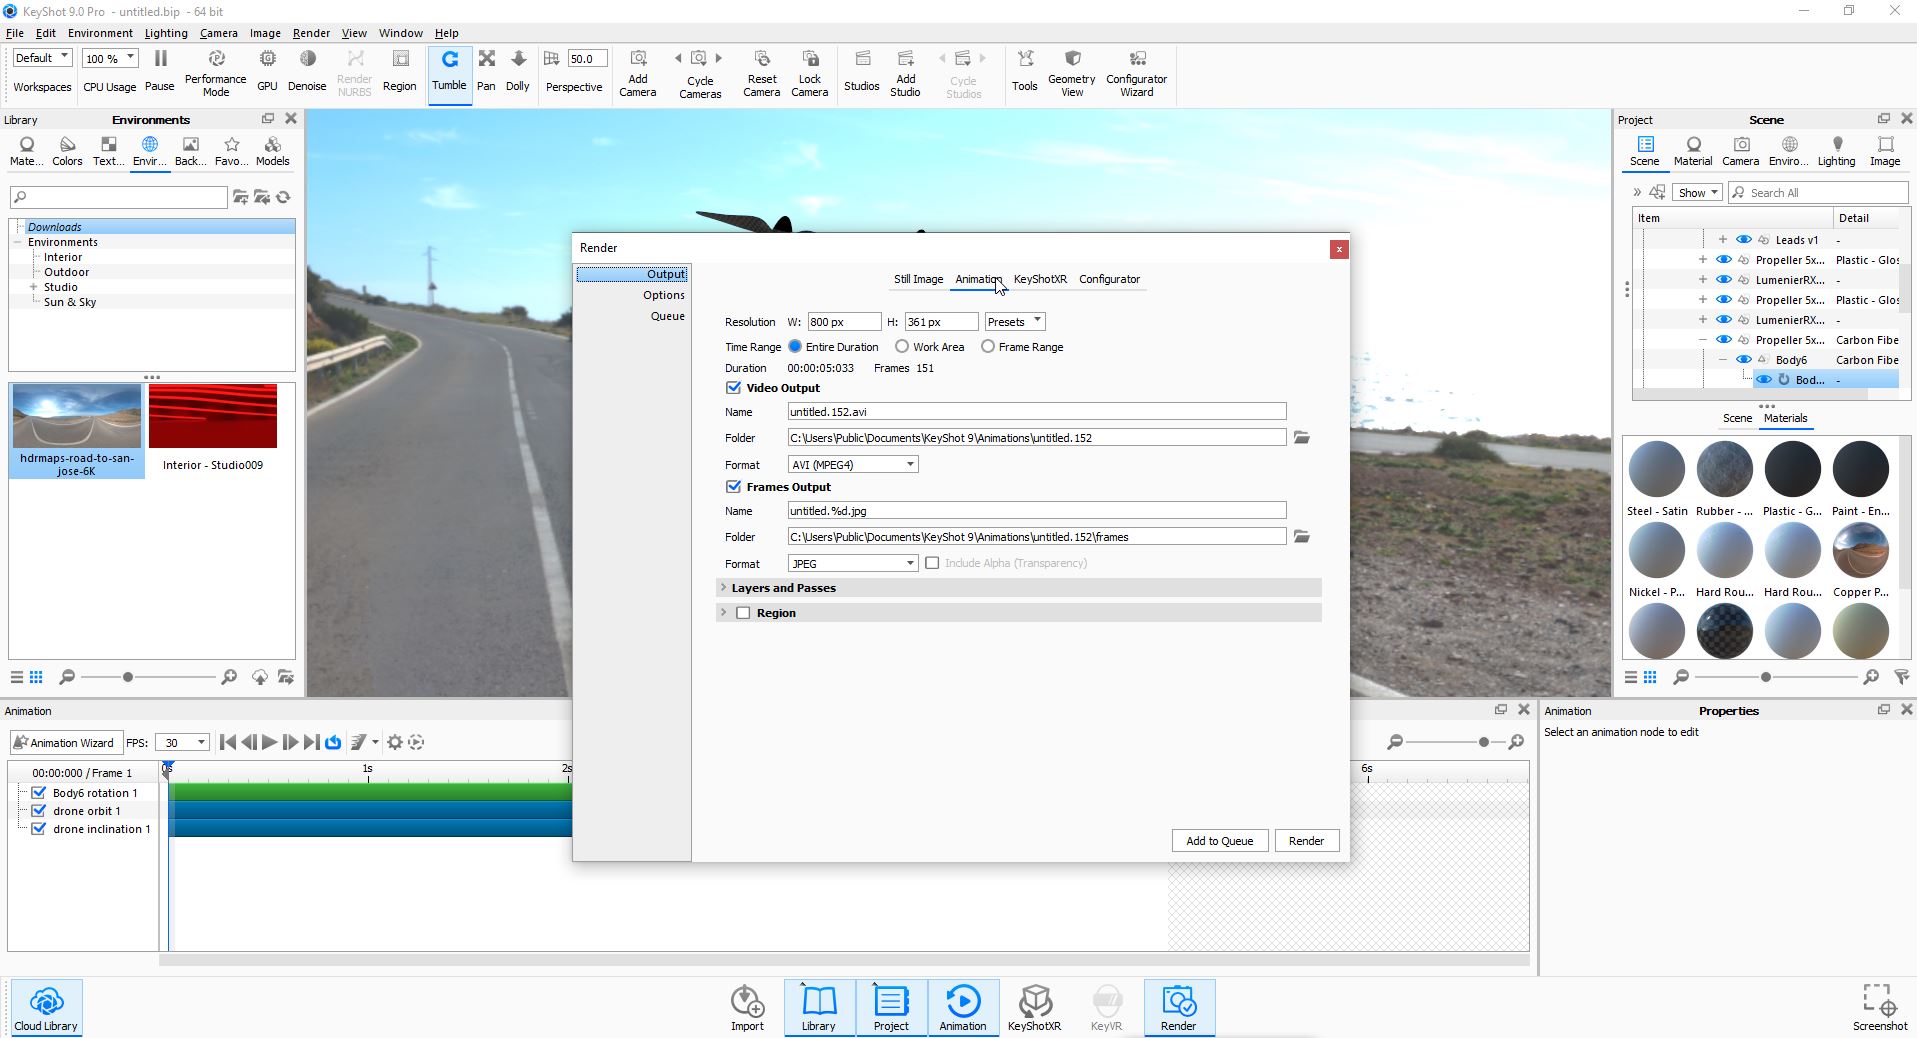 KeyShot 9.0 Pro - untitled.bip - 64 bit
File Edit Environment Lighting Camera Image Render View Window Help
Default 100 % 50.0
Workspaces CPU Usage Pause Performance Mode GPU Denoise Render NURBS Region Tumble Pan Dolly Perspective Add Camera Cycle Cameras Reset Camera Lock Camera Studios Add Studio Cycle Studios Tools Geometry View Configurator Wizard
Library Environments
Mate... Colors Text... Envir... Back... Favo... Models
Downloads
Environments
Interior
Outdoor
Studio
Sun & Sky
hdrmaps-road-to-san-
jose-6K
Interior - Studio009
Render
Output
Options
Queue
Still Image Animation KeyShotXR Configurator
Resolution W: 800 px H: 361 px Presets
Time Range Entire Duration Work Area Frame Range
Duration 00:00:05:033 Frames 151
Video Output
Name untitled.152.avi
Folder C:\Users\Public\Documents\KeyShot 9\Animations\untitled.152
Format AVI (MPEG4)
Frames Output
Name untitled.%d.jpg
Folder C:\Users\Public\Documents\KeyShot 9\Animations\untitled.152\frames
Format JPEG Include Alpha (Transparency)
Layers and Passes
Region
Add to Queue Render
Project Scene
Scene Material Camera Enviro... Lighting Image
Show Search All
Item Detail
Leads v1 -
Propeller 5x... Plastic - Glos
LumenierRX... -
Propeller 5x... Plastic - Glos
LumenierRX... -
Propeller 5x... Carbon Fibe
Body6 Carbon Fibe
Bod... -
Scene Materials
Steel - Satin Rubber - ... Plastic - G... Paint - En...
Nickel - P... Hard Rou... Hard Rou... Copper P...
Animation
Animation Wizard FPS: 30
00:00:000 / Frame 1 0s 1s 2s 6s
Body6 rotation 1
drone orbit 1
drone inclination 1
Animation Properties
Select an animation node to edit
Cloud Library Import Library Project Animation KeyShotXR KeyVR Render Screenshot